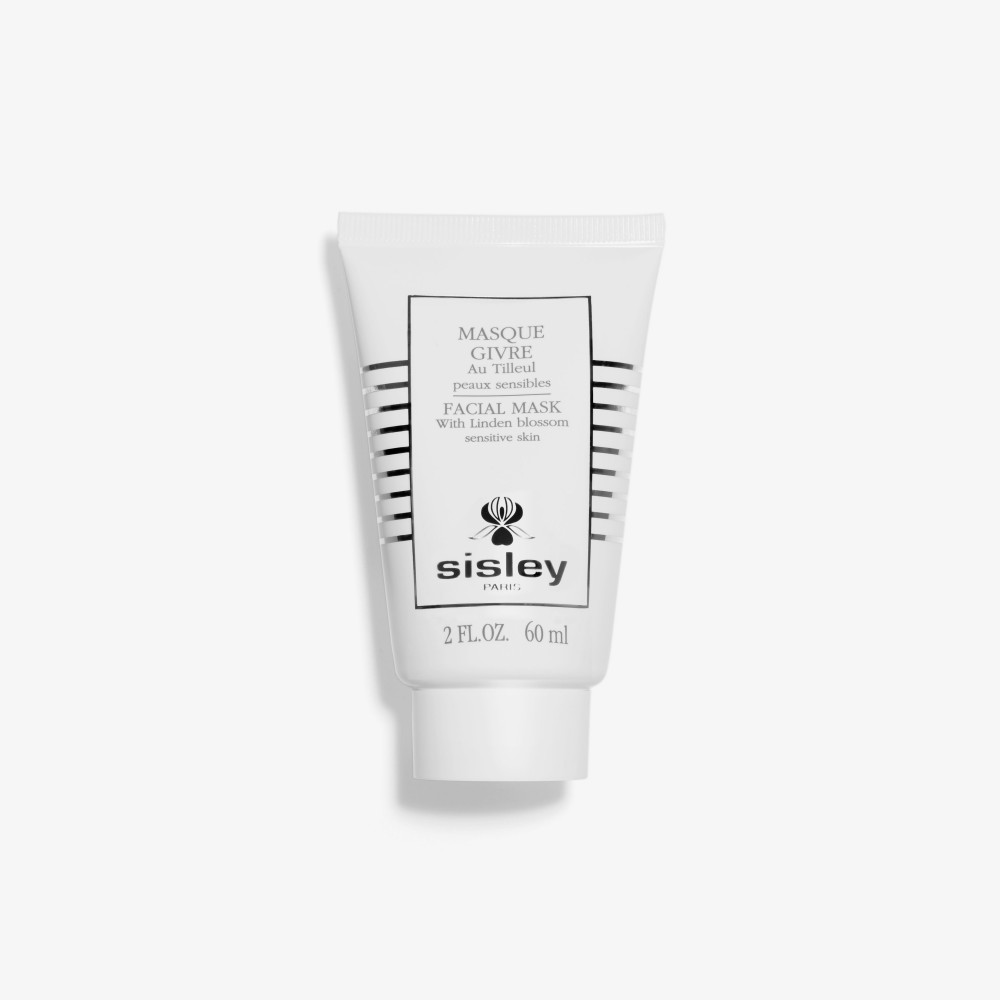 MASQUE
GIVRE
Au Tilleul
peaux sensibles
FACIAL MASK
With Linden blossom
sensitive skin
sisley
PARIS
2 FL.OZ. 60 ml